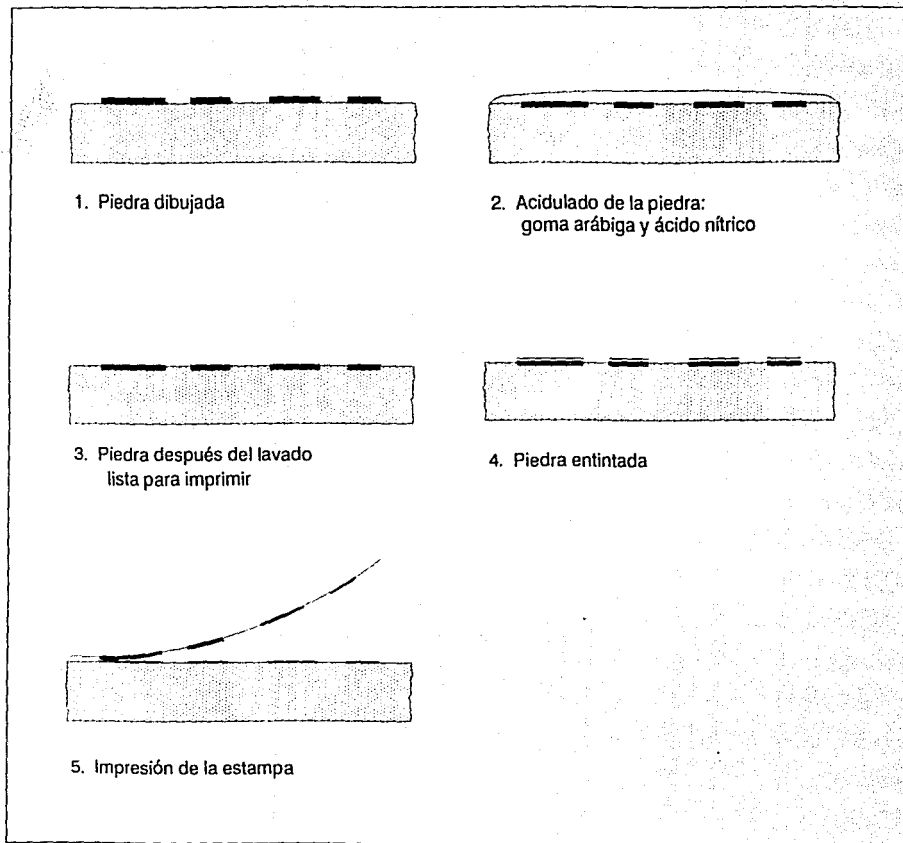 1. Piedra dibujada
2. Acidulado de la piedra:
goma arábiga y ácido nítrico
3. Piedra después del lavado
lista para imprimir
4. Piedra entintada
5. Impresión de la estampa